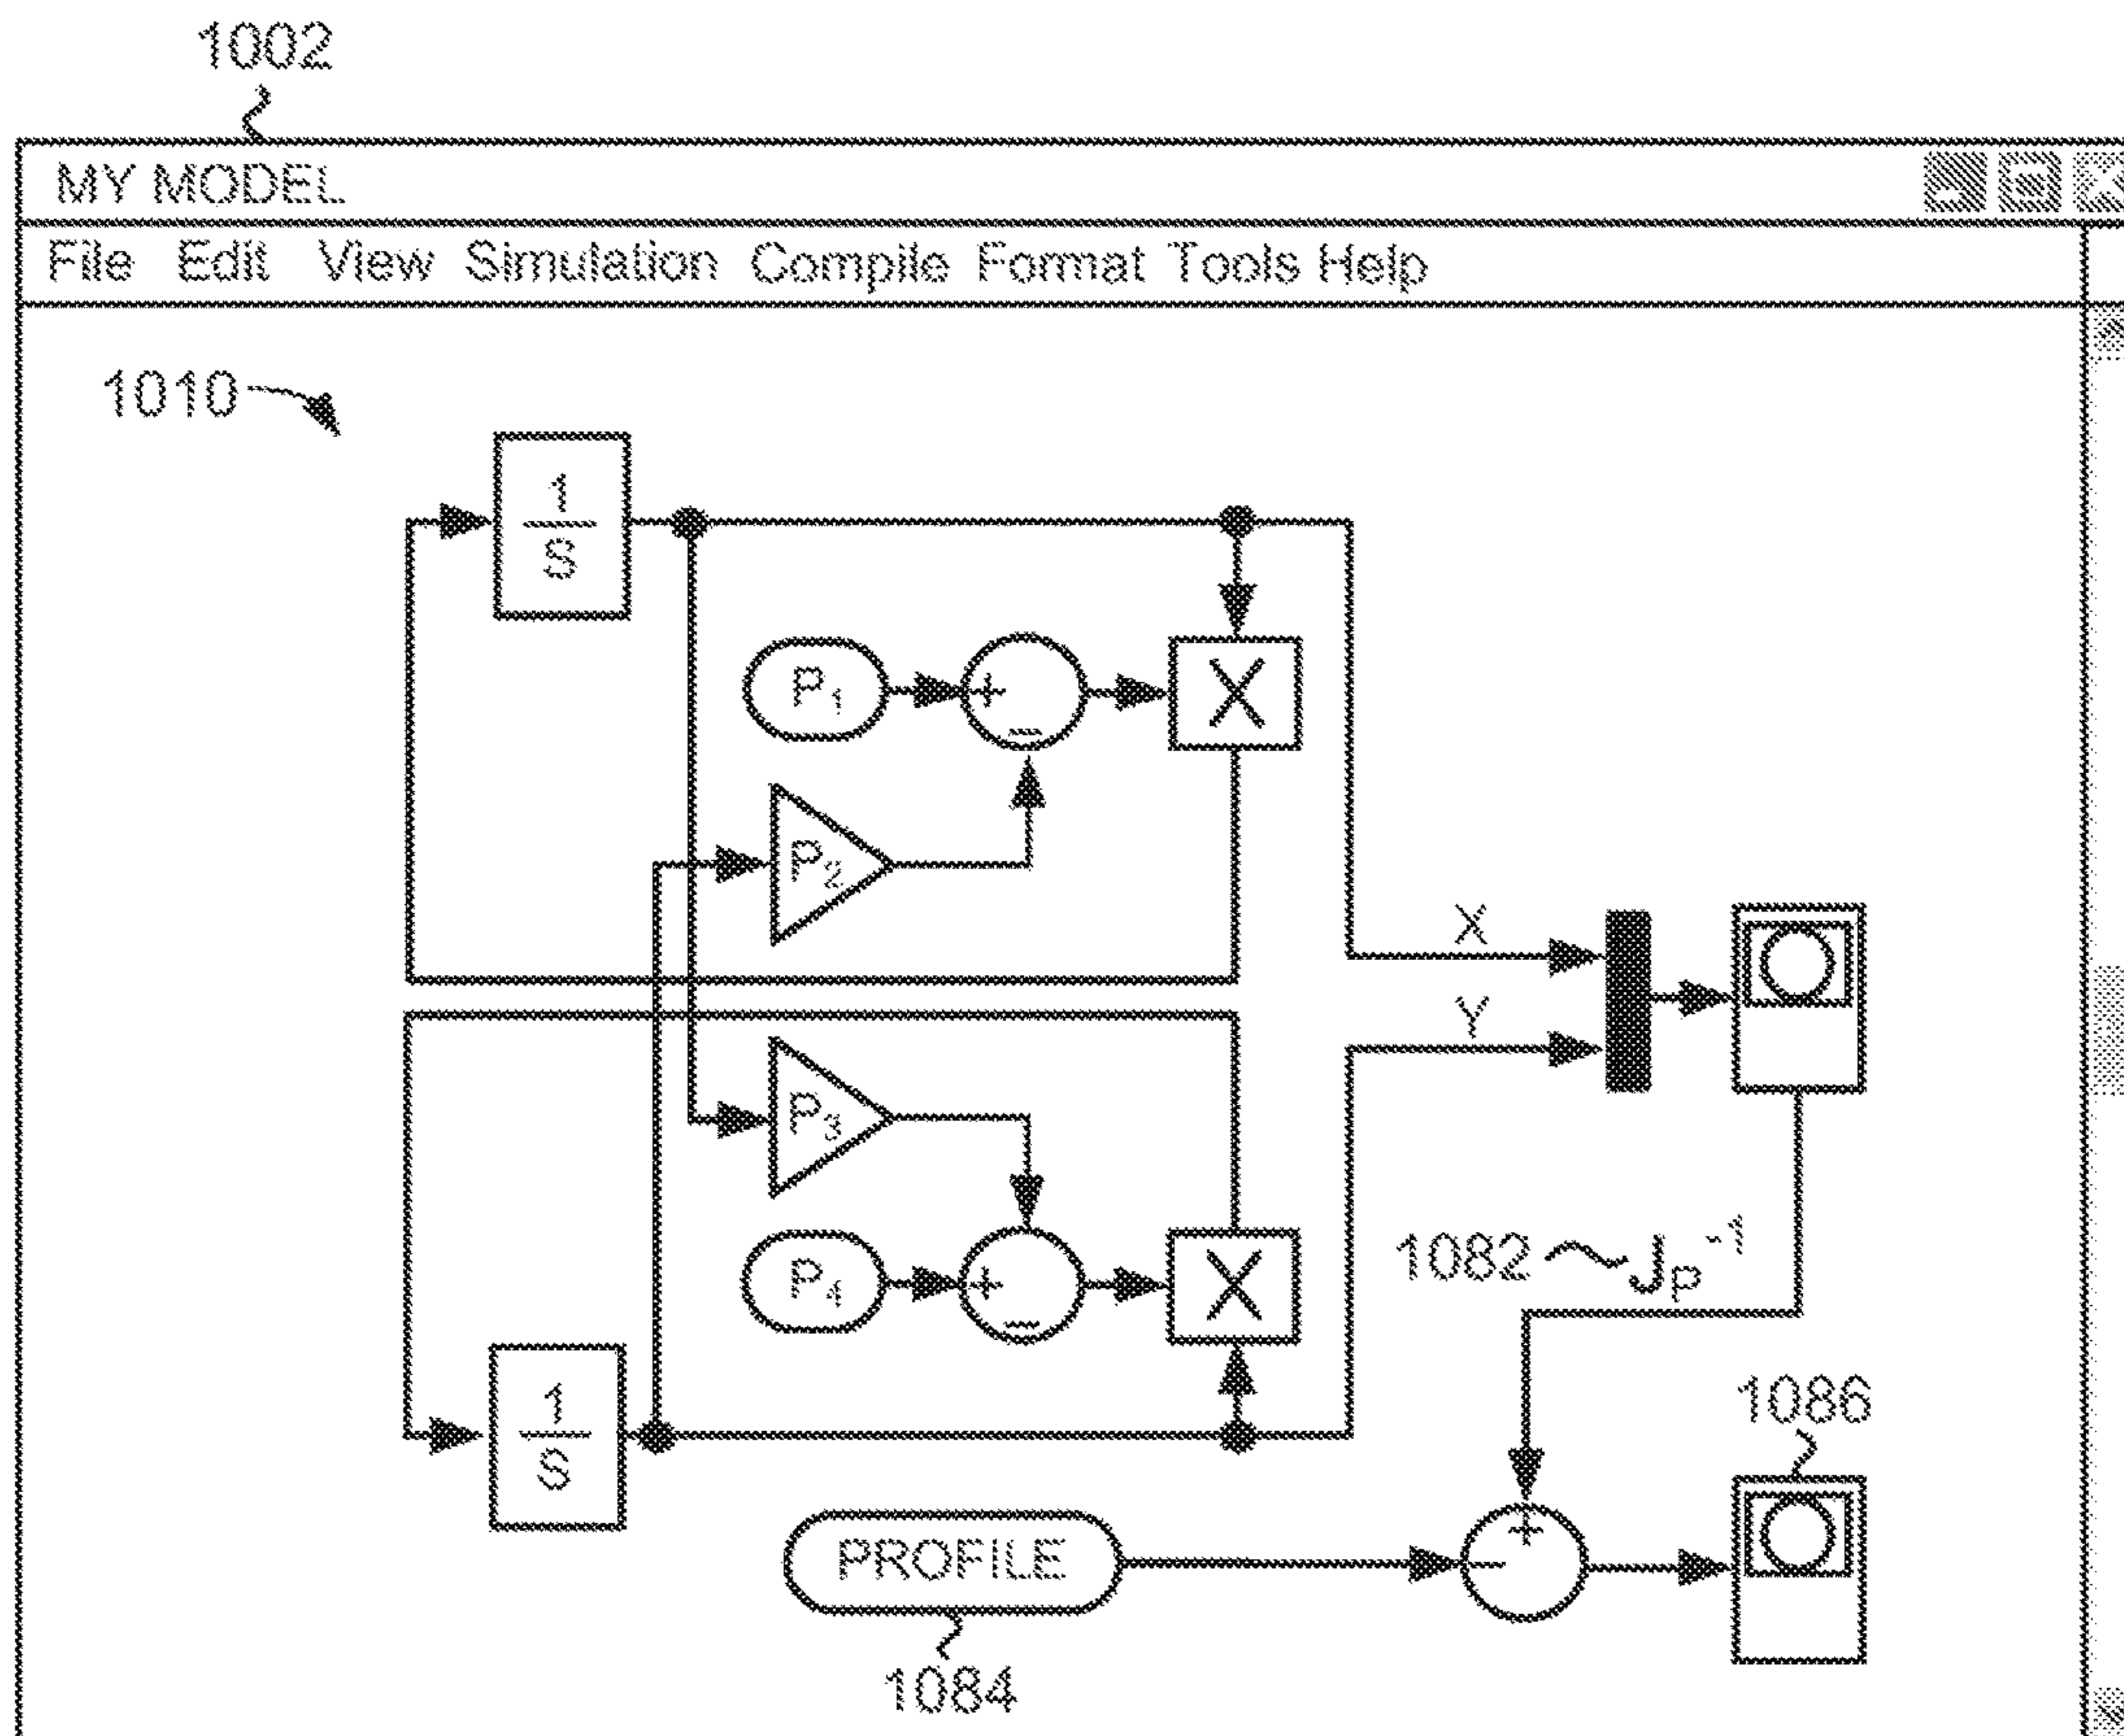 1002
MY MODEL
File Edit View Simulation Compile Format Tools Help
1010
1
S
P1
+
−
X
P2
X
Y
P3
1082 Jp-1
P4
+
−
X
1086
1
S
+
PROFILE
−
1084